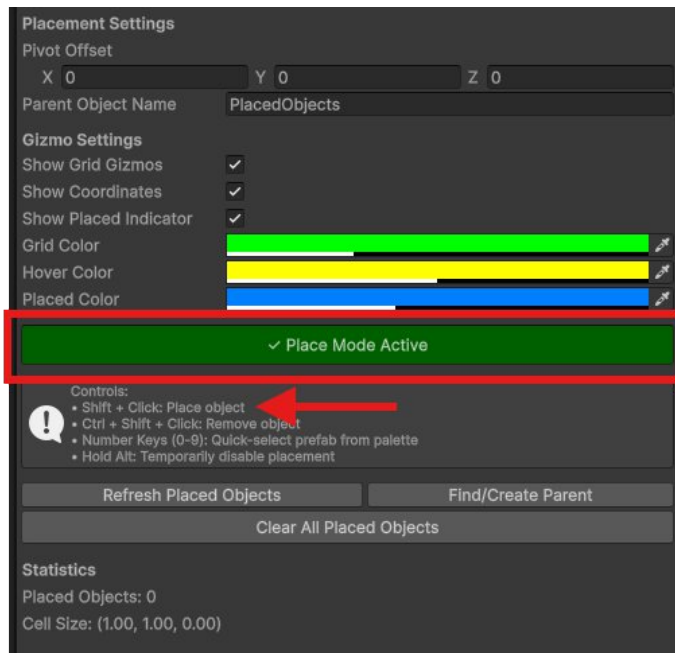 Placement Settings
Pivot Offset
X 0 Y 0 Z 0
Parent Object Name PlacedObjects
Gizmo Settings
Show Grid Gizmos
Show Coordinates
Show Placed Indicator
Grid Color
Hover Color
Placed Color
✓ Place Mode Active
Controls:
• Shift + Click: Place object
• Ctrl + Shift + Click: Remove object
• Number Keys (0-9): Quick-select prefab from palette
• Hold Alt: Temporarily disable placement
Refresh Placed Objects Find/Create Parent
Clear All Placed Objects
Statistics
Placed Objects: 0
Cell Size: (1.00, 1.00, 0.00)